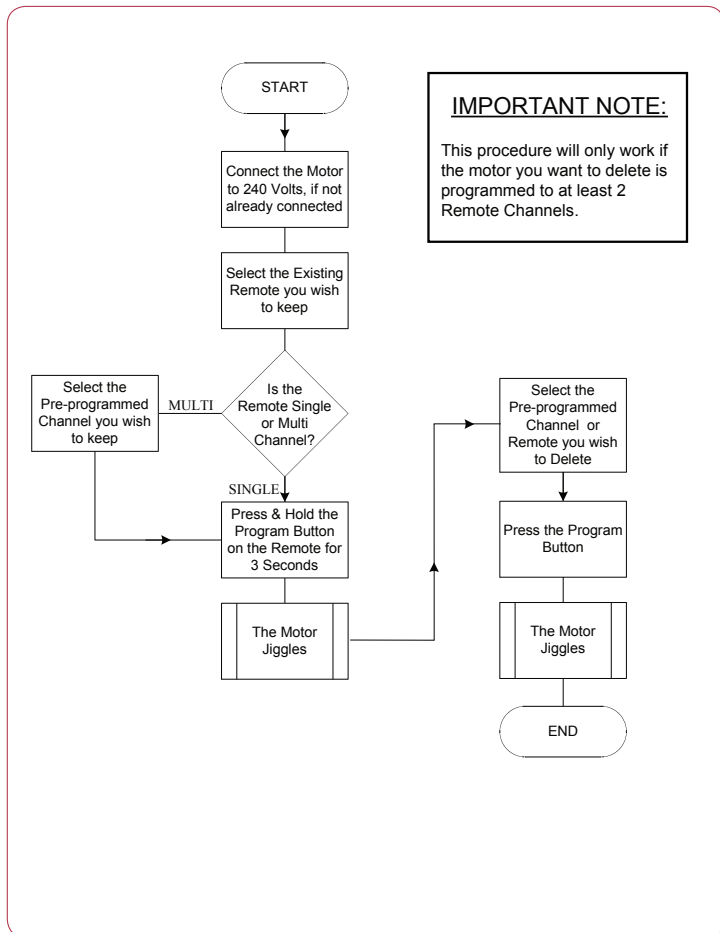 START
IMPORTANT NOTE:
This procedure will only work if
the motor you want to delete is
programmed to at least 2
Remote Channels.
Connect the Motor
to 240 Volts, if not
already connected
Select the Existing
Remote you wish
to keep
Is the
Remote Single
or Multi
Channel?
MULTI
Select the
Pre-programmed
Channel you wish
to keep
SINGLE
Press & Hold the
Program Button
on the Remote for
3 Seconds
The Motor
Jiggles
Select the
Pre-programmed
Channel or
Remote you wish
to Delete
Press the Program
Button
The Motor
Jiggles
END